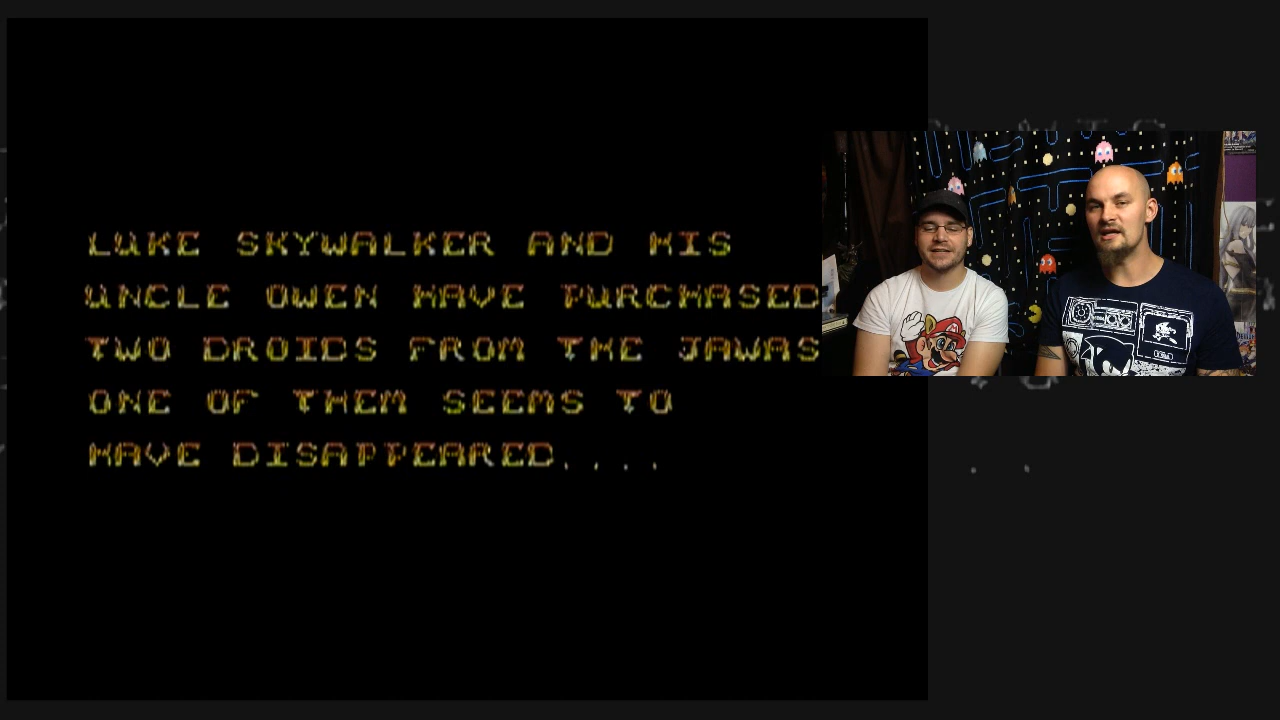 LUKE SKYWALKER AND HIS
UNCLE OWEN HAVE PURCHASED
TWO DROIDS FROM THE JAWAS
ONE OF THEM SEEMS TO
HAVE DISAPPEARED....